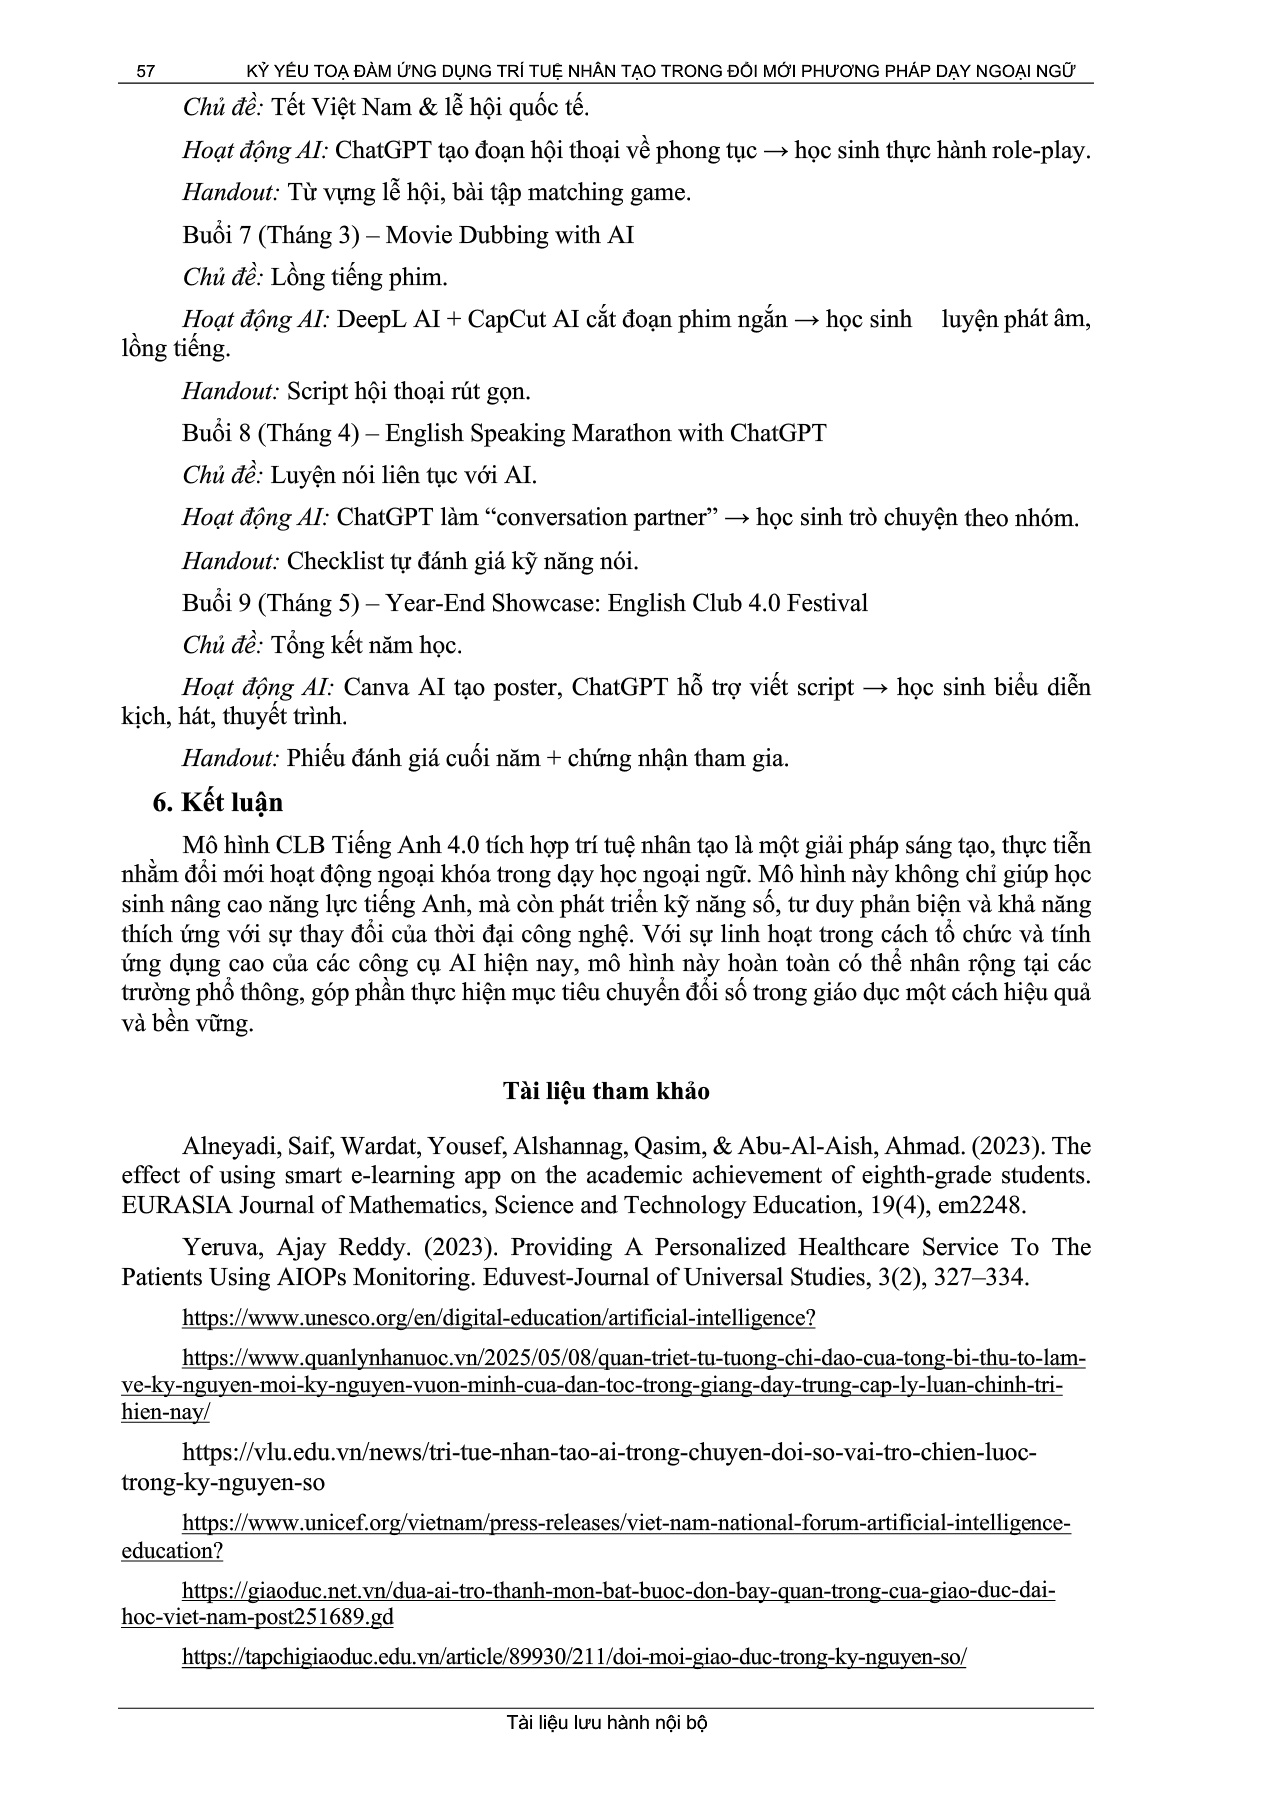 57 KỶ YẾU TOẠ ĐÀM ỨNG DỤNG TRÍ TUỆ NHÂN TẠO TRONG ĐỔI MỚI PHƯƠNG PHÁP DẠY NGOẠI NGỮ
Chủ đề: Tết Việt Nam & lễ hội quốc tế.
Hoạt động AI: ChatGPT tạo đoạn hội thoại về phong tục → học sinh thực hành role-play.
Handout: Từ vựng lễ hội, bài tập matching game.
Buổi 7 (Tháng 3) – Movie Dubbing with AI
Chủ đề: Lồng tiếng phim.
Hoạt động AI: DeepL AI + CapCut AI cắt đoạn phim ngắn → học sinh luyện phát âm,
lồng tiếng.
Handout: Script hội thoại rút gọn.
Buổi 8 (Tháng 4) – English Speaking Marathon with ChatGPT
Chủ đề: Luyện nói liên tục với AI.
Hoạt động AI: ChatGPT làm “conversation partner” → học sinh trò chuyện theo nhóm.
Handout: Checklist tự đánh giá kỹ năng nói.
Buổi 9 (Tháng 5) – Year-End Showcase: English Club 4.0 Festival
Chủ đề: Tổng kết năm học.
Hoạt động AI: Canva AI tạo poster, ChatGPT hỗ trợ viết script → học sinh biểu diễn
kịch, hát, thuyết trình.
Handout: Phiếu đánh giá cuối năm + chứng nhận tham gia.
6. Kết luận
Mô hình CLB Tiếng Anh 4.0 tích hợp trí tuệ nhân tạo là một giải pháp sáng tạo, thực tiễn
nhằm đổi mới hoạt động ngoại khóa trong dạy học ngoại ngữ. Mô hình này không chỉ giúp học
sinh nâng cao năng lực tiếng Anh, mà còn phát triển kỹ năng số, tư duy phản biện và khả năng
thích ứng với sự thay đổi của thời đại công nghệ. Với sự linh hoạt trong cách tổ chức và tính
ứng dụng cao của các công cụ AI hiện nay, mô hình này hoàn toàn có thể nhân rộng tại các
trường phổ thông, góp phần thực hiện mục tiêu chuyển đổi số trong giáo dục một cách hiệu quả
và bền vững.
Tài liệu tham khảo
Alneyadi, Saif, Wardat, Yousef, Alshannag, Qasim, & Abu-Al-Aish, Ahmad. (2023). The
effect of using smart e-learning app on the academic achievement of eighth-grade students.
EURASIA Journal of Mathematics, Science and Technology Education, 19(4), em2248.
Yeruva, Ajay Reddy. (2023). Providing A Personalized Healthcare Service To The
Patients Using AIOPs Monitoring. Eduvest-Journal of Universal Studies, 3(2), 327–334.
https://www.unesco.org/en/digital-education/artificial-intelligence?
https://www.quanlynhanuoc.vn/2025/05/08/quan-triet-tu-tuong-chi-dao-cua-tong-bi-thu-to-lam-
ve-ky-nguyen-moi-ky-nguyen-vuon-minh-cua-dan-toc-trong-giang-day-trung-cap-ly-luan-chinh-tri-
hien-nay/
https://vlu.edu.vn/news/tri-tue-nhan-tao-ai-trong-chuyen-doi-so-vai-tro-chien-luoc-
trong-ky-nguyen-so
https://www.unicef.org/vietnam/press-releases/viet-nam-national-forum-artificial-intelligence-
education?
https://giaoduc.net.vn/dua-ai-tro-thanh-mon-bat-buoc-don-bay-quan-trong-cua-giao-duc-dai-
hoc-viet-nam-post251689.gd
https://tapchigiaoduc.edu.vn/article/89930/211/doi-moi-giao-duc-trong-ky-nguyen-so/
Tài liệu lưu hành nội bộ